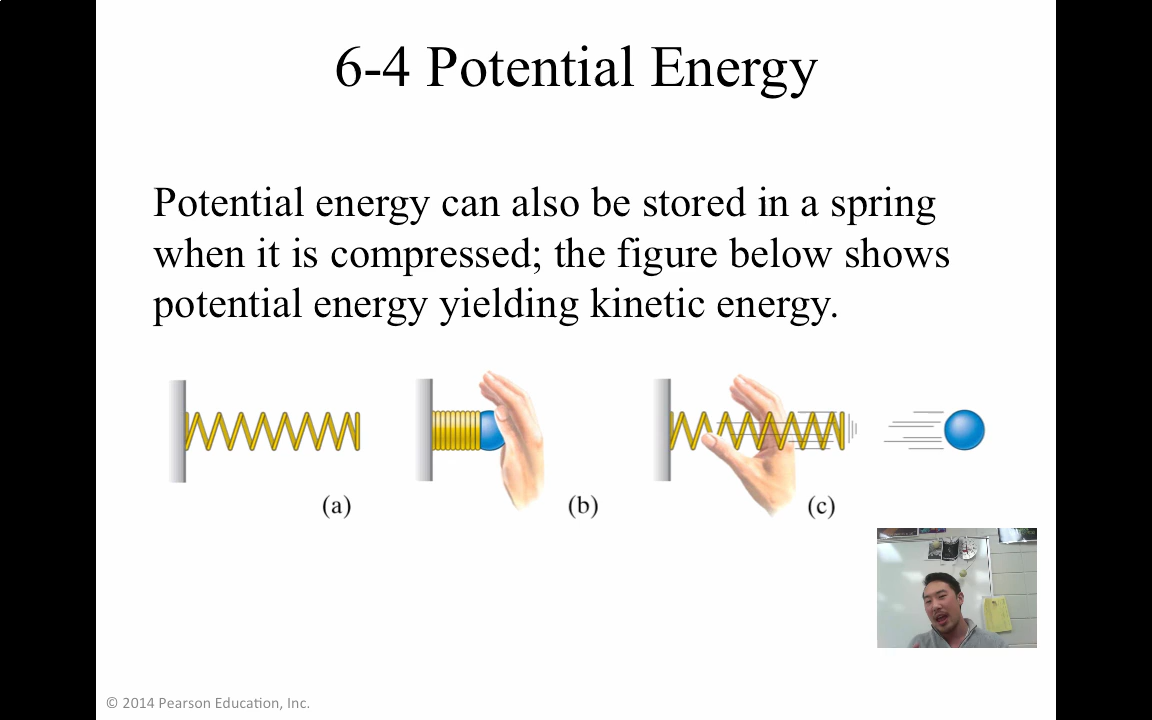 6-4 Potential Energy
Potential energy can also be stored in a spring
when it is compressed; the figure below shows
potential energy yielding kinetic energy.
(a) (b) (c)
© 2014 Pearson Education, Inc.